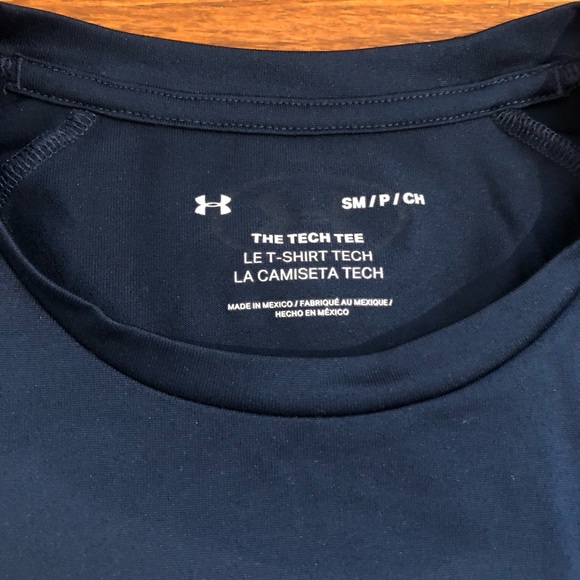 SM / P / CH
THE TECH TEE
LE T-SHIRT TECH
LA CAMISETA TECH
MADE IN MEXICO / FABRIQUÉ AU MEXIQUE /
HECHO EN MÉXICO